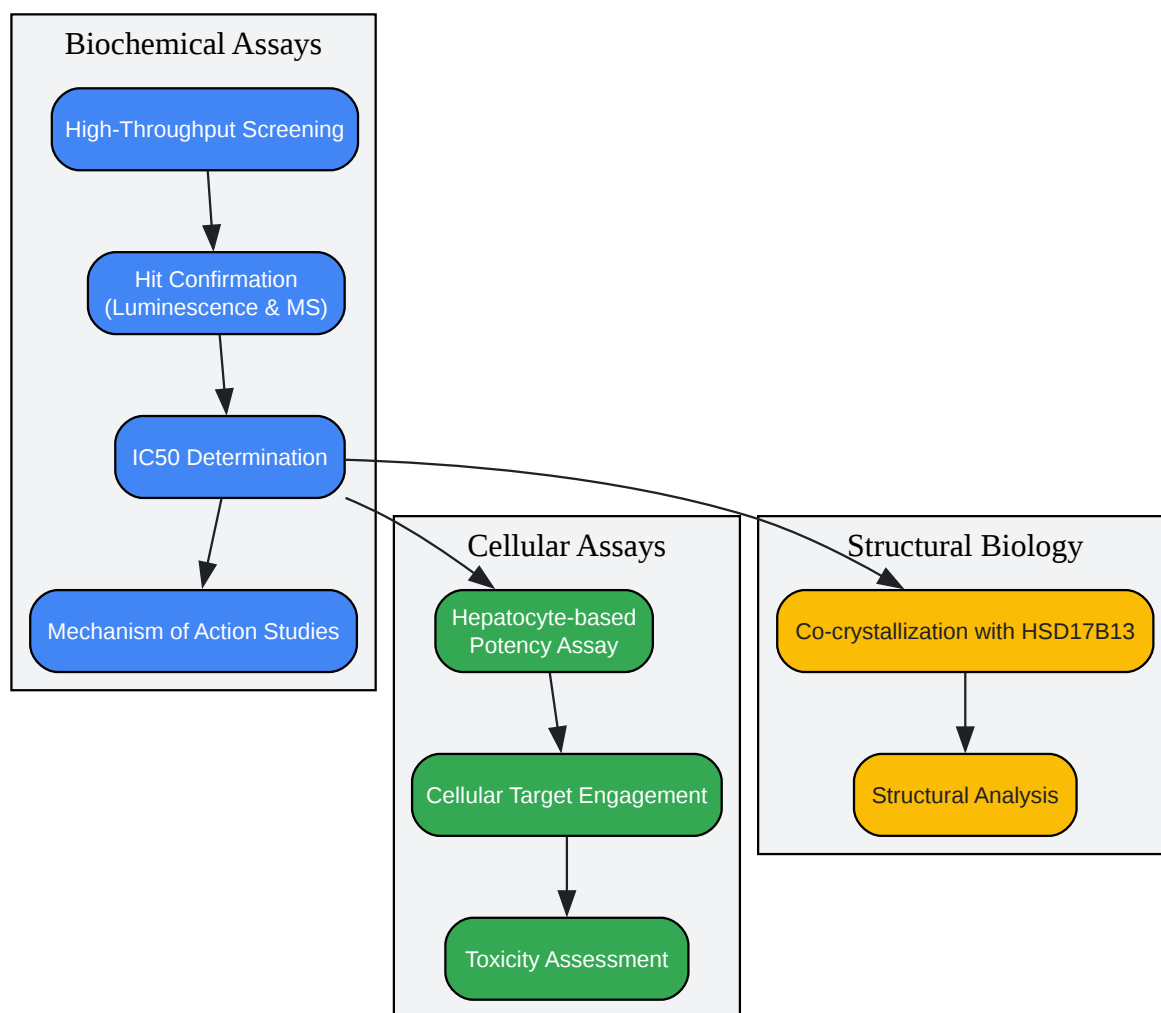 Biochemical Assays
High-Throughput Screening
Hit Confirmation
(Luminescence & MS)
IC50 Determination
Mechanism of Action Studies
Cellular Assays
Hepatocyte-based
Potency Assay
Cellular Target Engagement
Toxicity Assessment
Structural Biology
Co-crystallization with HSD17B13
Structural Analysis